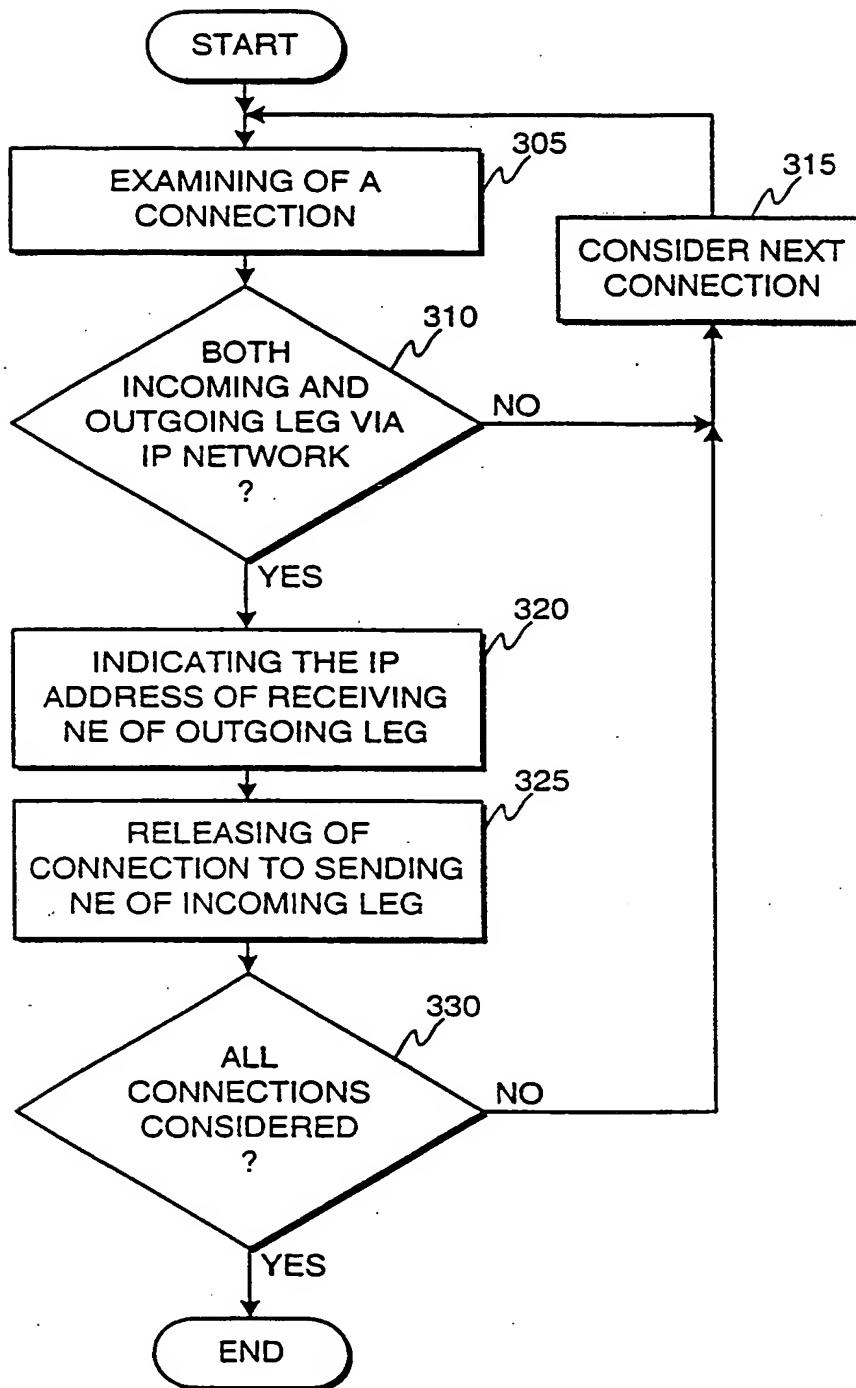 START
305
EXAMINING OF A
CONNECTION
315
CONSIDER NEXT
CONNECTION
310
BOTH
INCOMING AND
OUTGOING LEG VIA
IP NETWORK
?
NO
YES
320
INDICATING THE IP
ADDRESS OF RECEIVING
NE OF OUTGOING LEG
325
RELEASING OF
CONNECTION TO SENDING
NE OF INCOMING LEG
330
ALL
CONNECTIONS
CONSIDERED
?
NO
YES
END